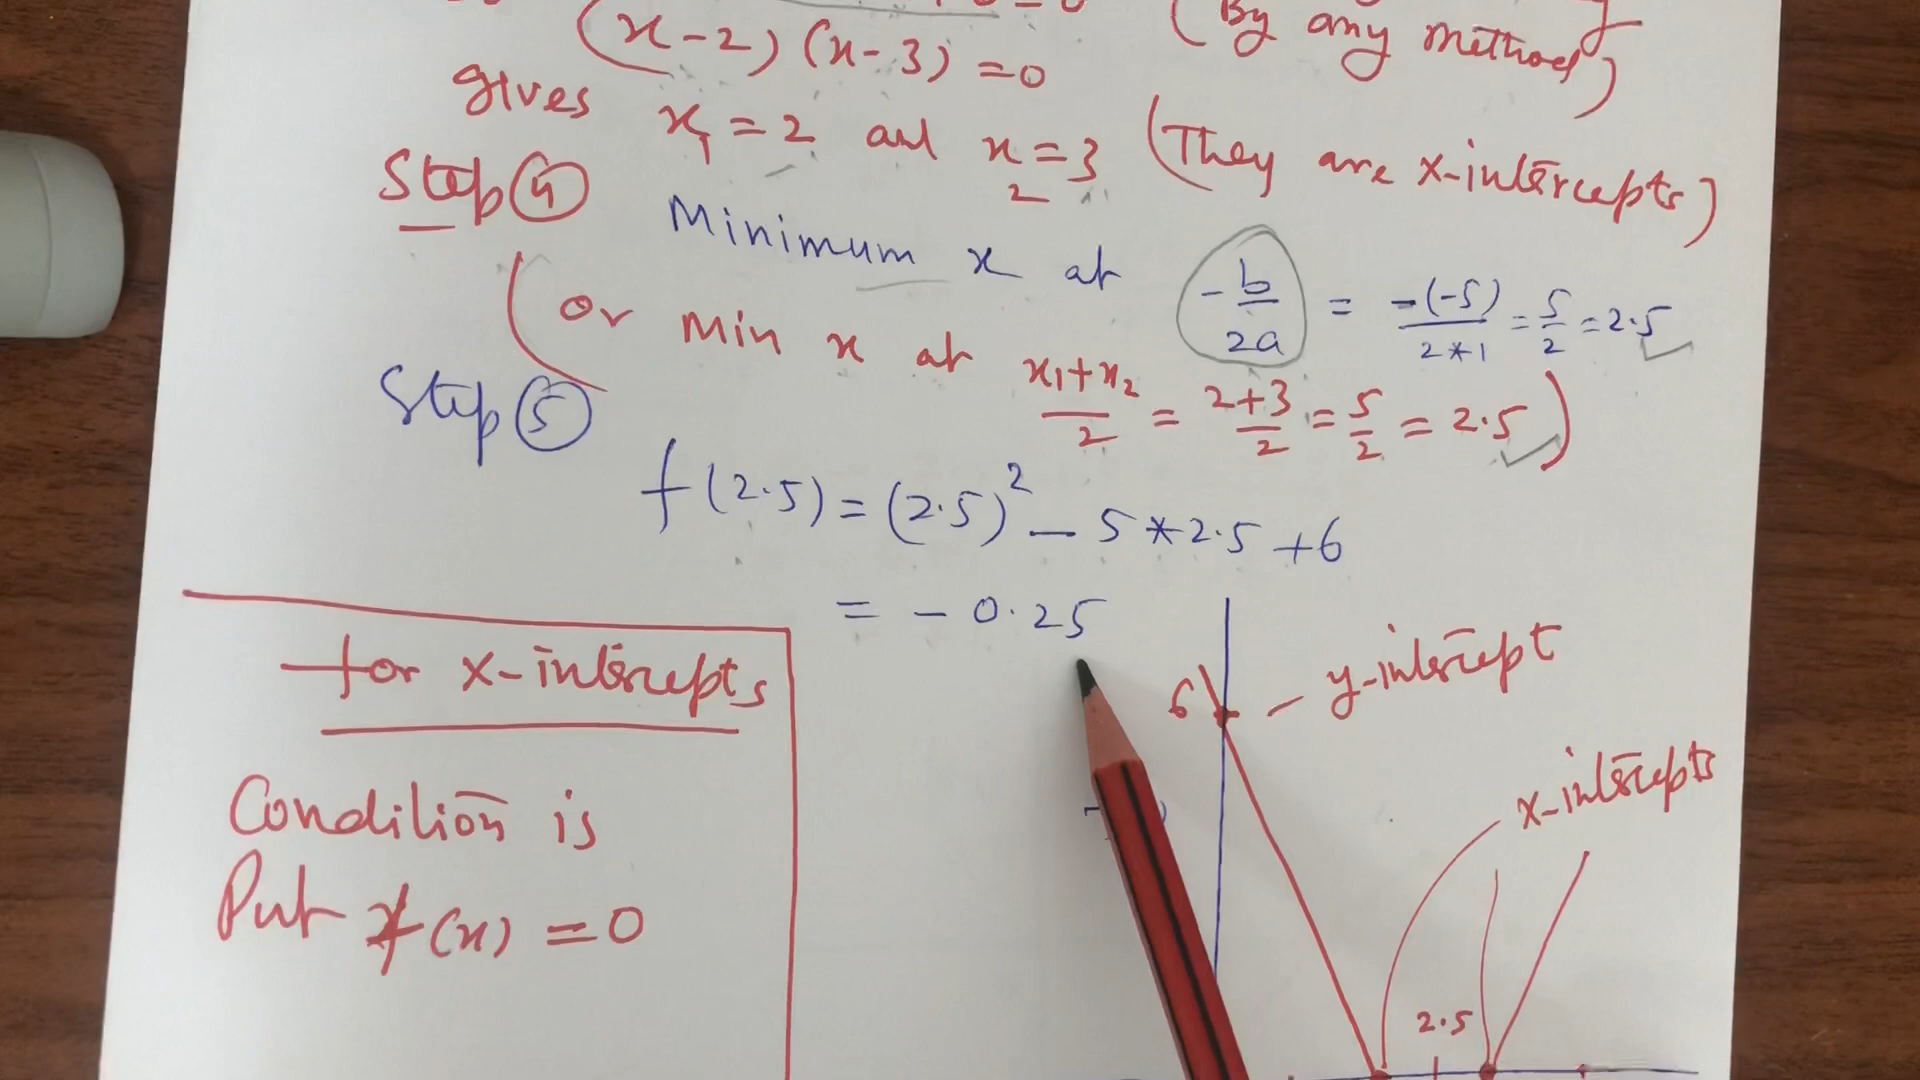 (x-2) (x-3) = 0 (By any method)
gives x₁ = 2 and x₂ = 3 (They are x-intercepts)
Step ④ Minimum x at -b/2a = -(-5)/2*1 = 5/2 = 2.5
(or Min x at x₁+x₂/2 = 2+3/2 = 5/2 = 2.5)
Step ⑤
f(2.5) = (2.5)² - 5*2.5 + 6
= - 0.25
for x-intercepts
Condition is
Put f(x) = 0
6 - y-intercept
x-intercepts
2.5